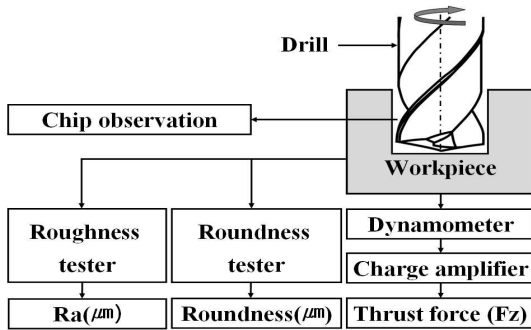 Drill
Chip observation
Workpiece
Roughness
tester
Roundness
tester
Dynamometer
Charge amplifier
Ra(μm)
Roundness(μm)
Thrust force (Fz)